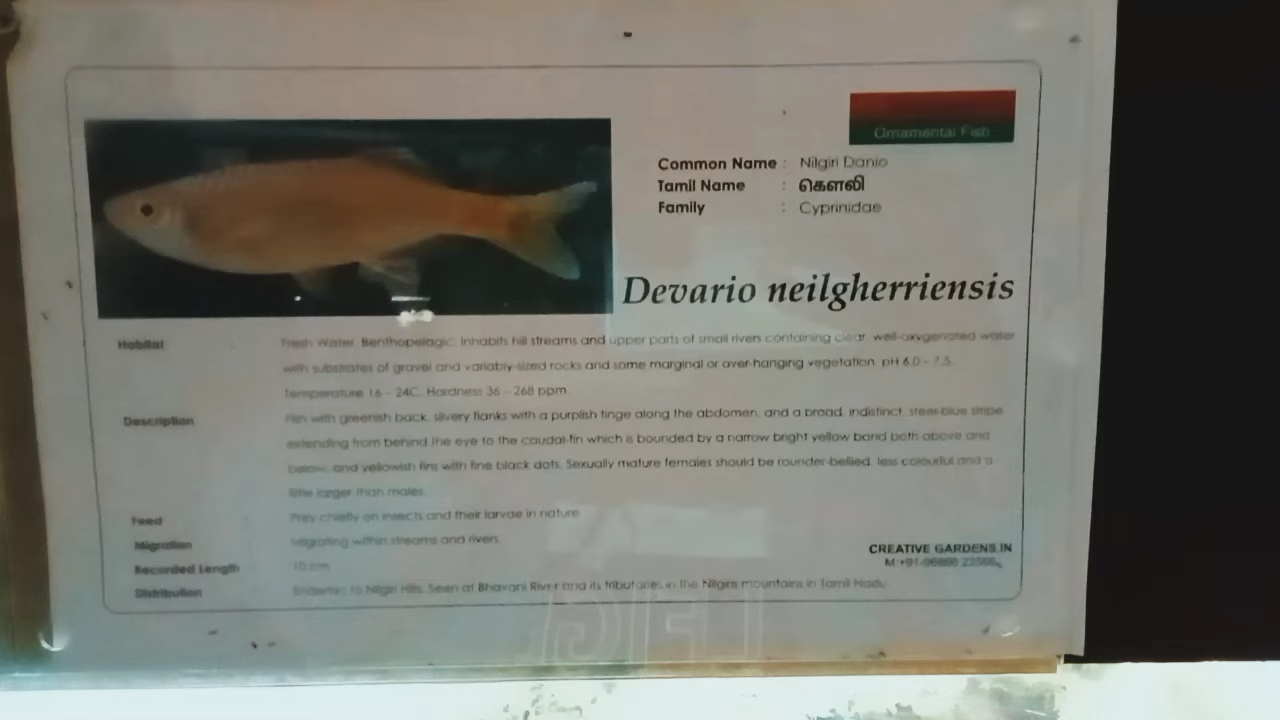 Ornamental Fish
Common Name : Nilgiri Danio
Tamil Name : கௌலி
Family : Cyprinidae
Devario neilgherriensis
Habitat : Fresh Water. Benthopelagic. Inhabits hill streams and upper parts of small rivers containing clear, well-oxygenated water
with substrates of gravel and variably-sized rocks and some marginal or over-hanging vegetation. pH 6.0 - 7.5.
Temperature 16 - 24C. Hardness 36 - 268 ppm
Description Fish with greenish back, silvery flanks with a purplish tinge along the abdomen, and a broad, indistinct, steel-blue stripe
extending from behind the eye to the caudal-fin which is bounded by a narrow bright yellow band both above and
below, and yellowish fins with fine black dots. Sexually mature females should be rounder-bellied, less colourful and a
little larger than males.
Feed : Prey chiefly on insects and their larvae in nature
Migration Migrating within streams and rivers.
Recorded Length 10 cm
Distribution Endemic to Nilgiri Hills. Seen at Bhavani River and its tributaries in the Nilgiris mountains in Tamil Nadu.
CREATIVE GARDENS.IN